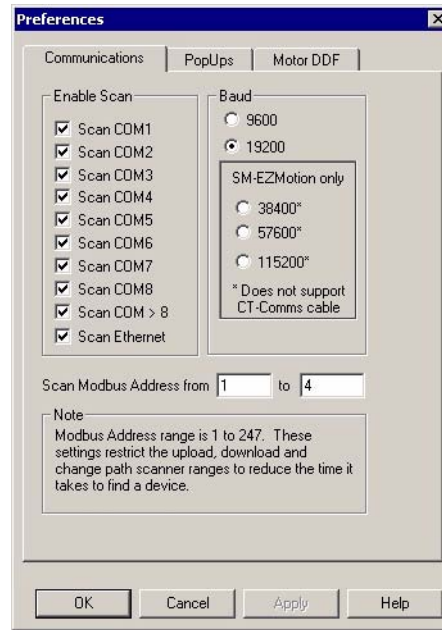 Preferences
Communications
PopUps
Motor DDF
Enable Scan
Scan COM1
Scan COM2
Scan COM3
Scan COM4
Scan COM5
Scan COM6
Scan COM7
Scan COM8
Scan COM > 8
Scan Ethernet
Baud
9600
19200
SM-EZMotion only
38400*
57600*
115200*
* Does not support
CT-Comms cable
Scan Modbus Address from 1 to 4
Note
Modbus Address range is 1 to 247. These
settings restrict the upload, download and
change path scanner ranges to reduce the time it
takes to find a device.
OK
Cancel
Apply
Help